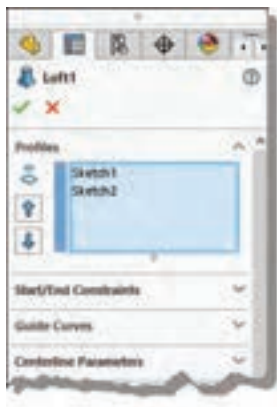 Loft1
Profiles
Sketch1
Sketch2
Start/End Constraints
Guide Curves
Centerline Parameters